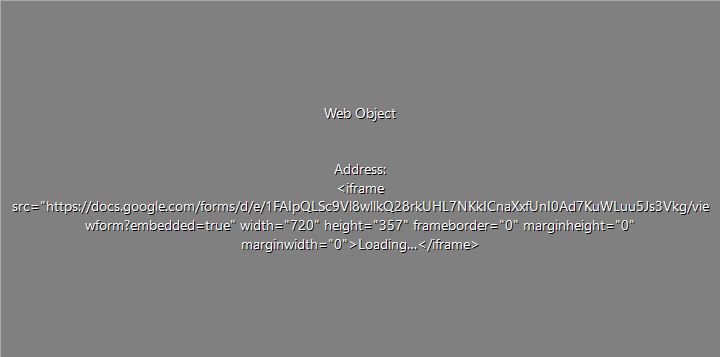 Web Object
Address:
<iframe
src="https://docs.google.com/forms/d/e/1FAIpQLSc9Vl8wllkQ28rkUHL7NKkICnaXxfUnI0Ad7KuWLuu5Js3Vkg/vie
wform?embedded=true" width="720" height="357" frameborder="0" marginheight="0"
marginwidth="0">Loading...</iframe>